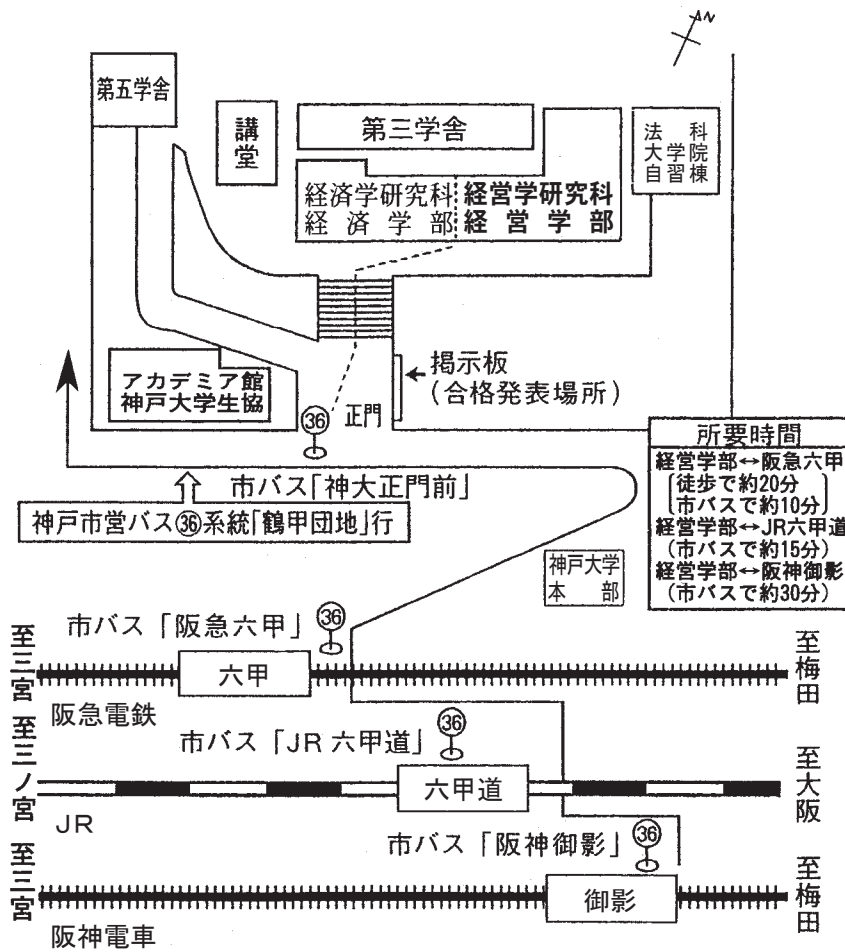 N
第五学舎
講堂
第三学舎
法科
大学院
自習棟
経済学研究科
経済学部
経営学研究科
経営学部
掲示板
(合格発表場所)
アカデミア館
神戸大学生協
㊱
正門
市バス「神大正門前」
神戸市営バス㊱系統「鶴甲団地」行
所要時間
経営学部↔阪急六甲
徒歩で約20分
市バスで約10分
経営学部↔JR六甲道
(市バスで約15分)
経営学部↔阪神御影
(市バスで約30分)
神戸大学
本部
市バス「阪急六甲」
㊱
至三宮
六甲
至梅田
阪急電鉄
市バス「JR六甲道」
㊱
至三ノ宮
六甲道
至大阪
JR
市バス「阪神御影」
㊱
至三宮
御影
至梅田
阪神電車